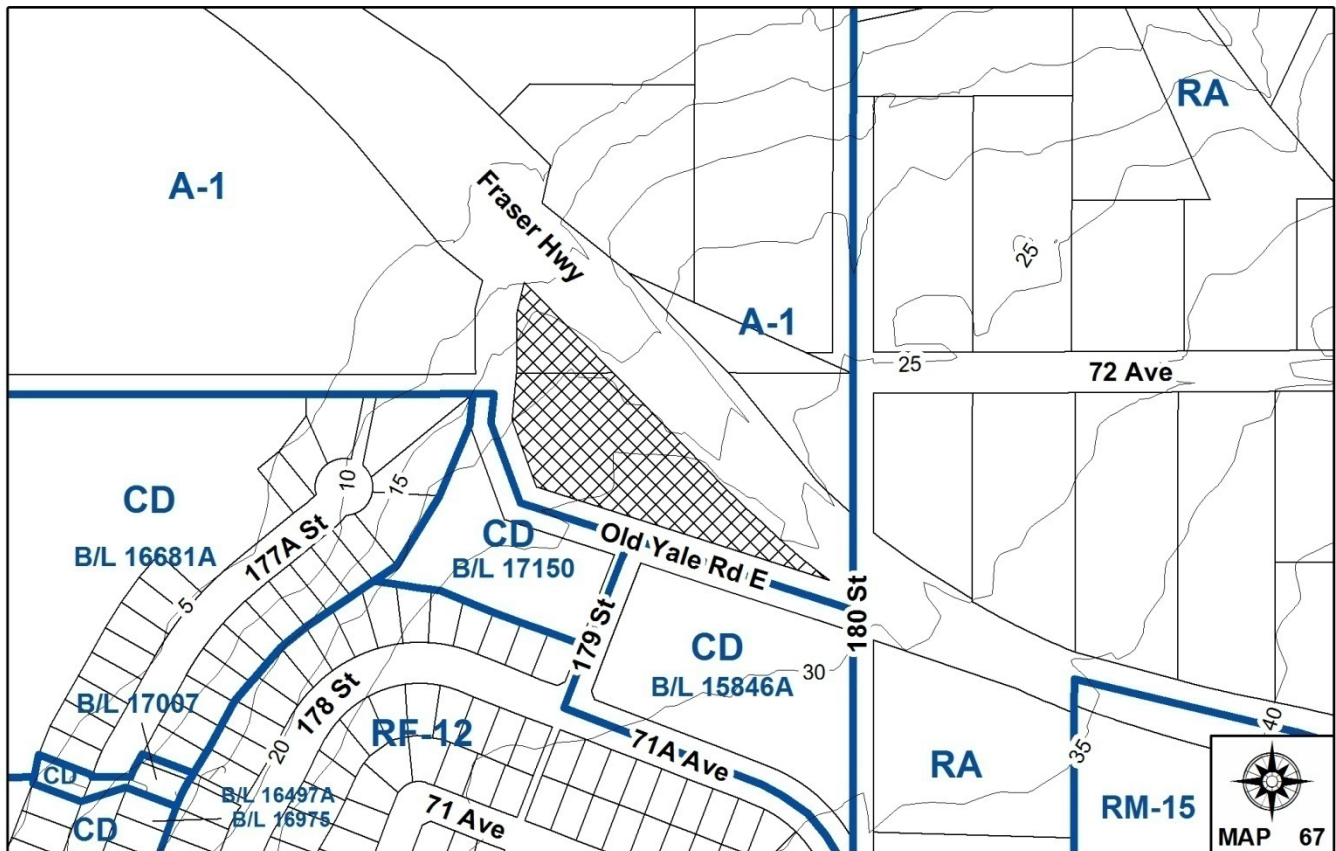 RA
A-1
Fraser Hwy
25
A-1
25
72 Ave
10
15
CD
B/L 16681A
177A St
CD
B/L 17150
Old Yale Rd E
5
179 St
180 St
CD
B/L 15846A
30
178 St
B/L 17007
RF-12
20
71A Ave
35
40
RA
CD
B/L 16497A
B/L 16975
CD
71 Ave
RM-15
MAP 67